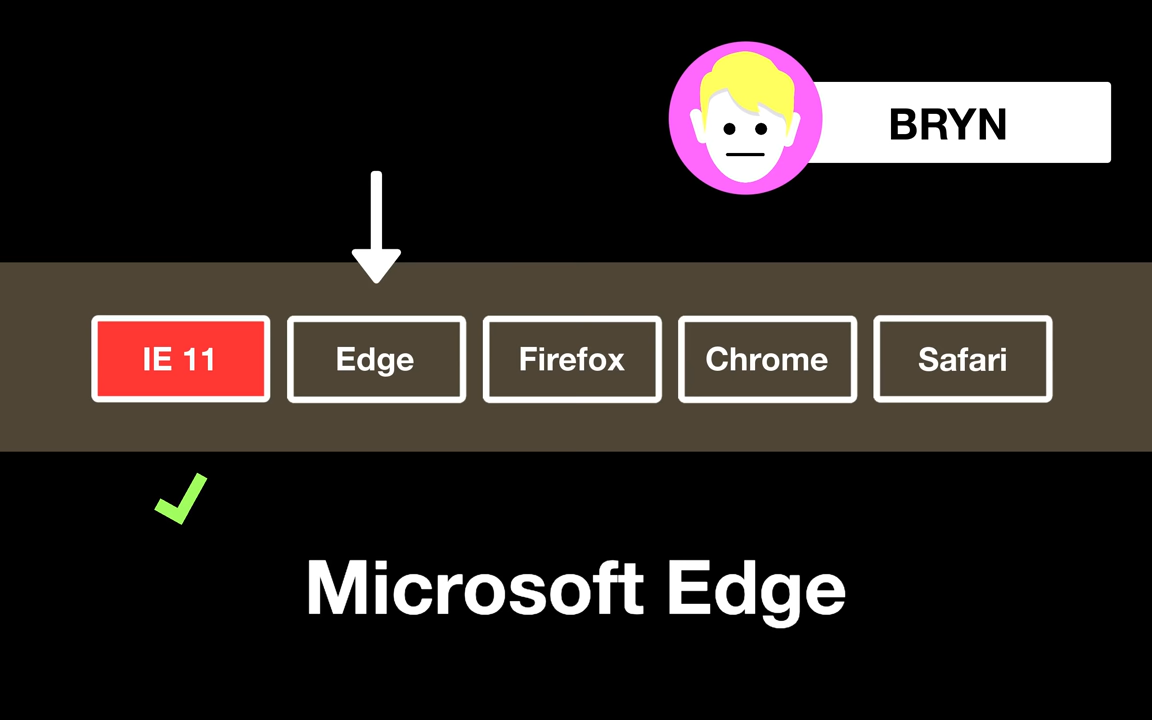 BRYN
IE 11
Edge
Firefox
Chrome
Safari
Microsoft Edge